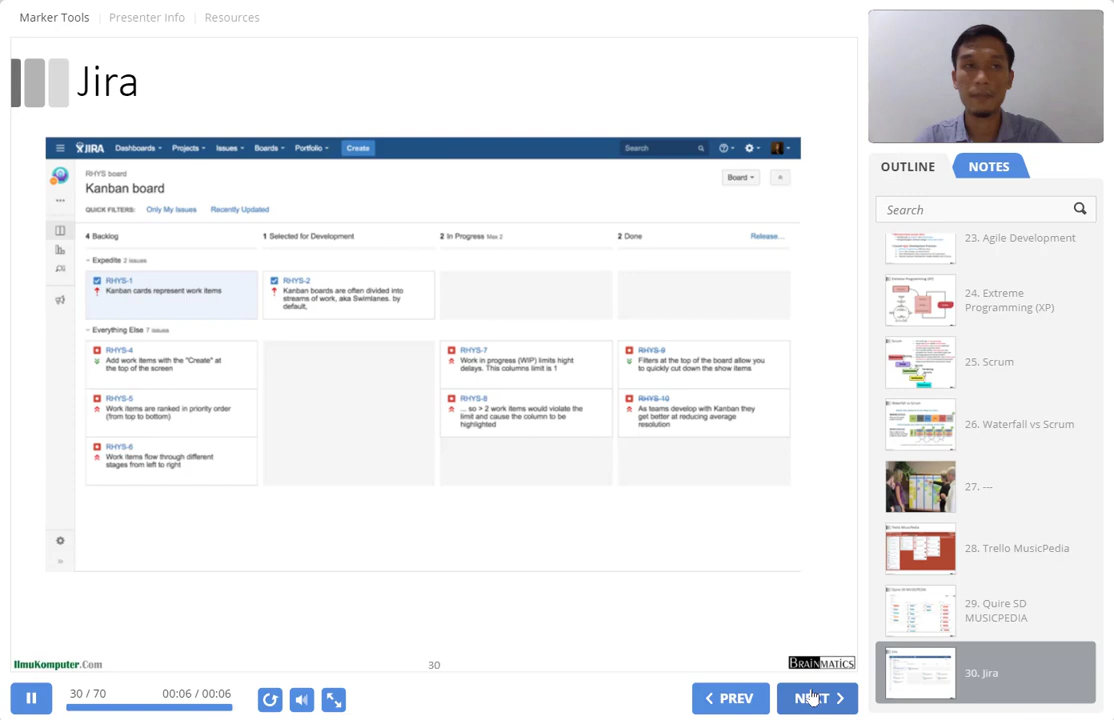 Marker Tools
Presenter Info
Resources
Jira
JIRA
Dashboards
Projects
Issues
Boards
Portfolio
Create
Search
RHYS board
Kanban board
Board
QUICK FILTERS: Only My Issues Recently Updated
4 Backlog
1 Selected for Development
2 In Progress Max 2
2 Done
Release...
Expedite 2 issues
RHYS-1
Kanban cards represent work items
RHYS-2
Kanban boards are often divided into
streams of work, aka Swimlanes. by
default,
Everything Else 7 issues
RHYS-4
Add work items with the "Create" at
the top of the screen
RHYS-7
Work in progress (WIP) limits hight
delays. This columns limit is 1
RHYS-9
Filters at the top of the board allow you
to quickly cut down the show items
RHYS-5
Work items are ranked in priority order
(from top to bottom)
RHYS-8
... so > 2 work items would violate the
limit and cause the column to be
highlighted
RHYS-10
As teams develop with Kanban they
get better at reducing average
resolution
RHYS-6
Work items flow through different
stages from left to right
IlmuKomputer.Com
30
BRAINMATICS
30 / 70
00:06 / 00:06
PREV
NEXT
OUTLINE
NOTES
Search
23. Agile Development
24. Extreme
Programming (XP)
25. Scrum
26. Waterfall vs Scrum
27. ---
28. Trello MusicPedia
29. Quire SD
MUSICPEDIA
30. Jira